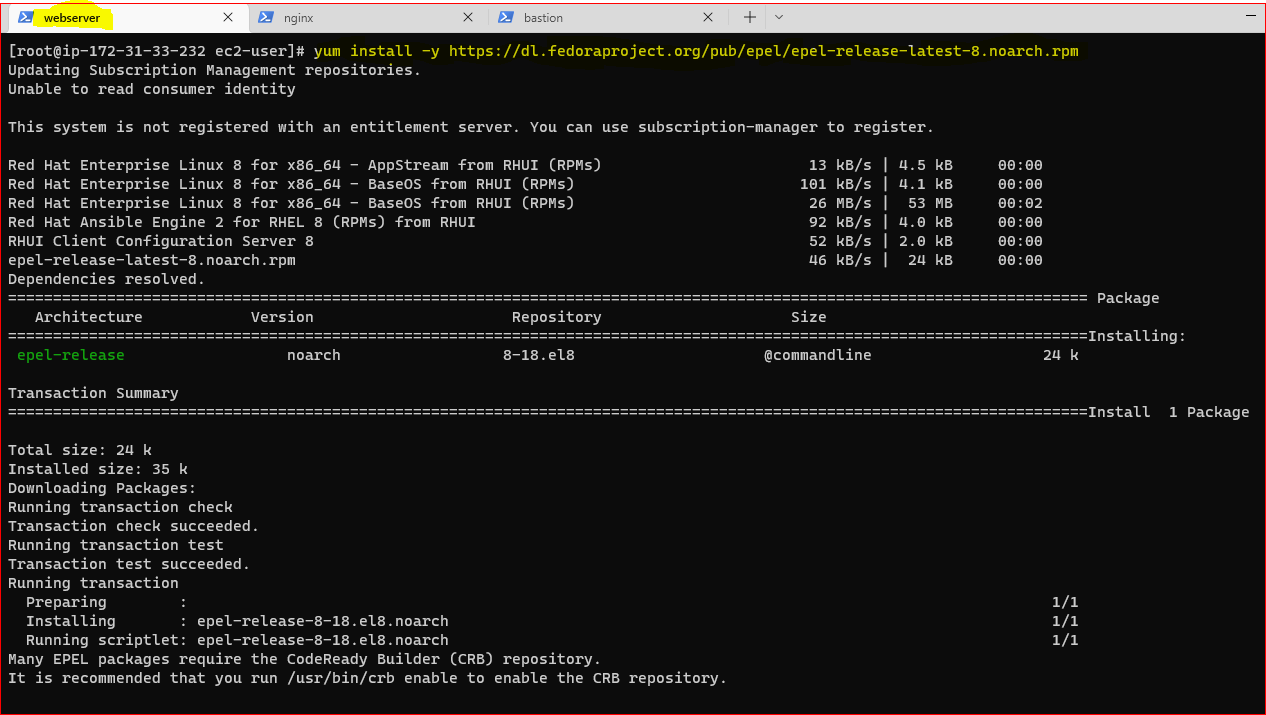 webserver nginx bastion
[root@ip-172-31-33-232 ec2-user]# yum install -y https://dl.fedoraproject.org/pub/epel/epel-release-latest-8.noarch.rpm
Updating Subscription Management repositories.
Unable to read consumer identity
This system is not registered with an entitlement server. You can use subscription-manager to register.
Red Hat Enterprise Linux 8 for x86_64 - AppStream from RHUI (RPMs) 13 kB/s | 4.5 kB 00:00
Red Hat Enterprise Linux 8 for x86_64 - BaseOS from RHUI (RPMs) 101 kB/s | 4.1 kB 00:00
Red Hat Enterprise Linux 8 for x86_64 - BaseOS from RHUI (RPMs) 26 MB/s | 53 MB 00:02
Red Hat Ansible Engine 2 for RHEL 8 (RPMs) from RHUI 92 kB/s | 4.0 kB 00:00
RHUI Client Configuration Server 8 52 kB/s | 2.0 kB 00:00
epel-release-latest-8.noarch.rpm 46 kB/s | 24 kB 00:00
Dependencies resolved.
======================================================================================================================== Package
Architecture Version Repository Size
========================================================================================================================Installing:
epel-release noarch 8-18.el8 @commandline 24 k
Transaction Summary
========================================================================================================================Install 1 Package
Total size: 24 k
Installed size: 35 k
Downloading Packages:
Running transaction check
Transaction check succeeded.
Running transaction test
Transaction test succeeded.
Running transaction
Preparing : 1/1
Installing : epel-release-8-18.el8.noarch 1/1
Running scriptlet: epel-release-8-18.el8.noarch 1/1
Many EPEL packages require the CodeReady Builder (CRB) repository.
It is recommended that you run /usr/bin/crb enable to enable the CRB repository.